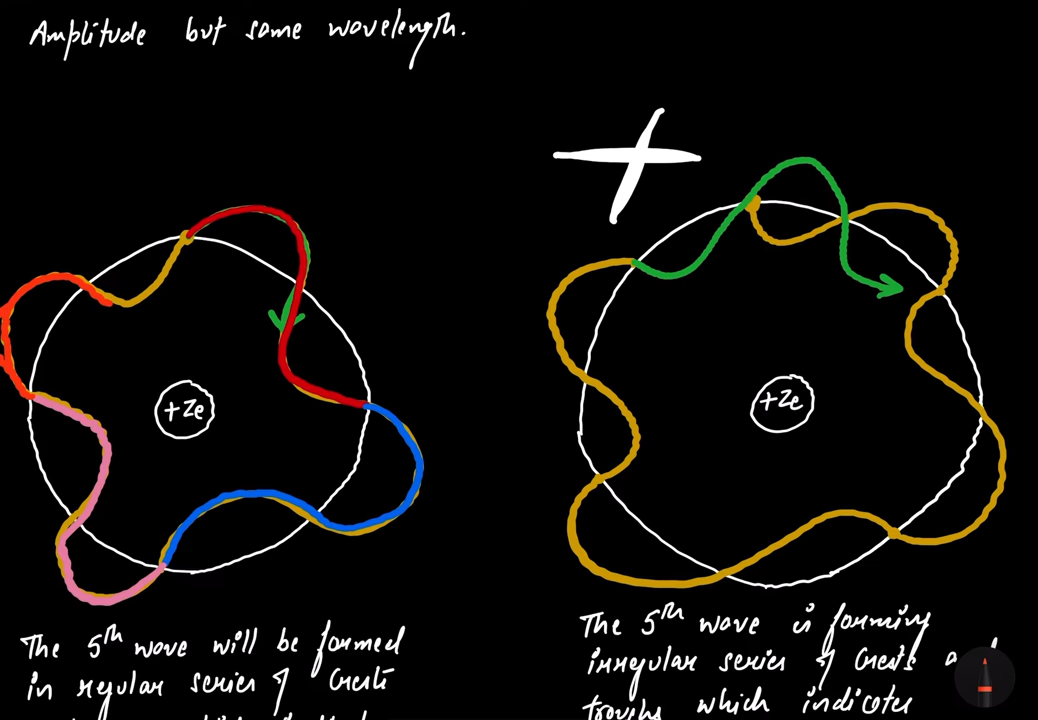 Amplitude but same wavelength.
+Ze
+Ze
The 5th wave will be formed
in regular series of Crests
The 5th wave is forming
irregular series of Crests
troughs which indicates